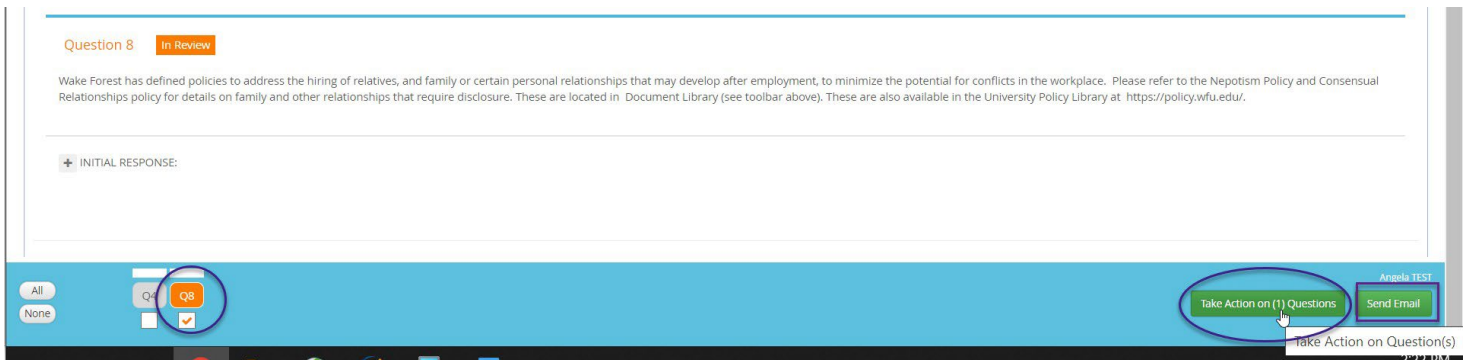 Question 8 In Review
Wake Forest has defined policies to address the hiring of relatives, and family or certain personal relationships that may develop after employment, to minimize the potential for conflicts in the workplace. Please refer to the Nepotism Policy and Consensual
Relationships policy for details on family and other relationships that require disclosure. These are located in Document Library (see toolbar above). These are also available in the University Policy Library at https://policy.wfu.edu/.
+ INITIAL RESPONSE:
Angela TEST
All
Q4 Q8
Take Action on (1) Questions Send Email
None
Take Action on Question(s)
2:22 PM